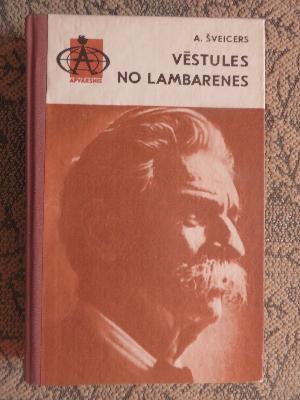 A. ŠVEICERS
VĒSTULES
NO LAMBARENES
A
APVĀRSNIS